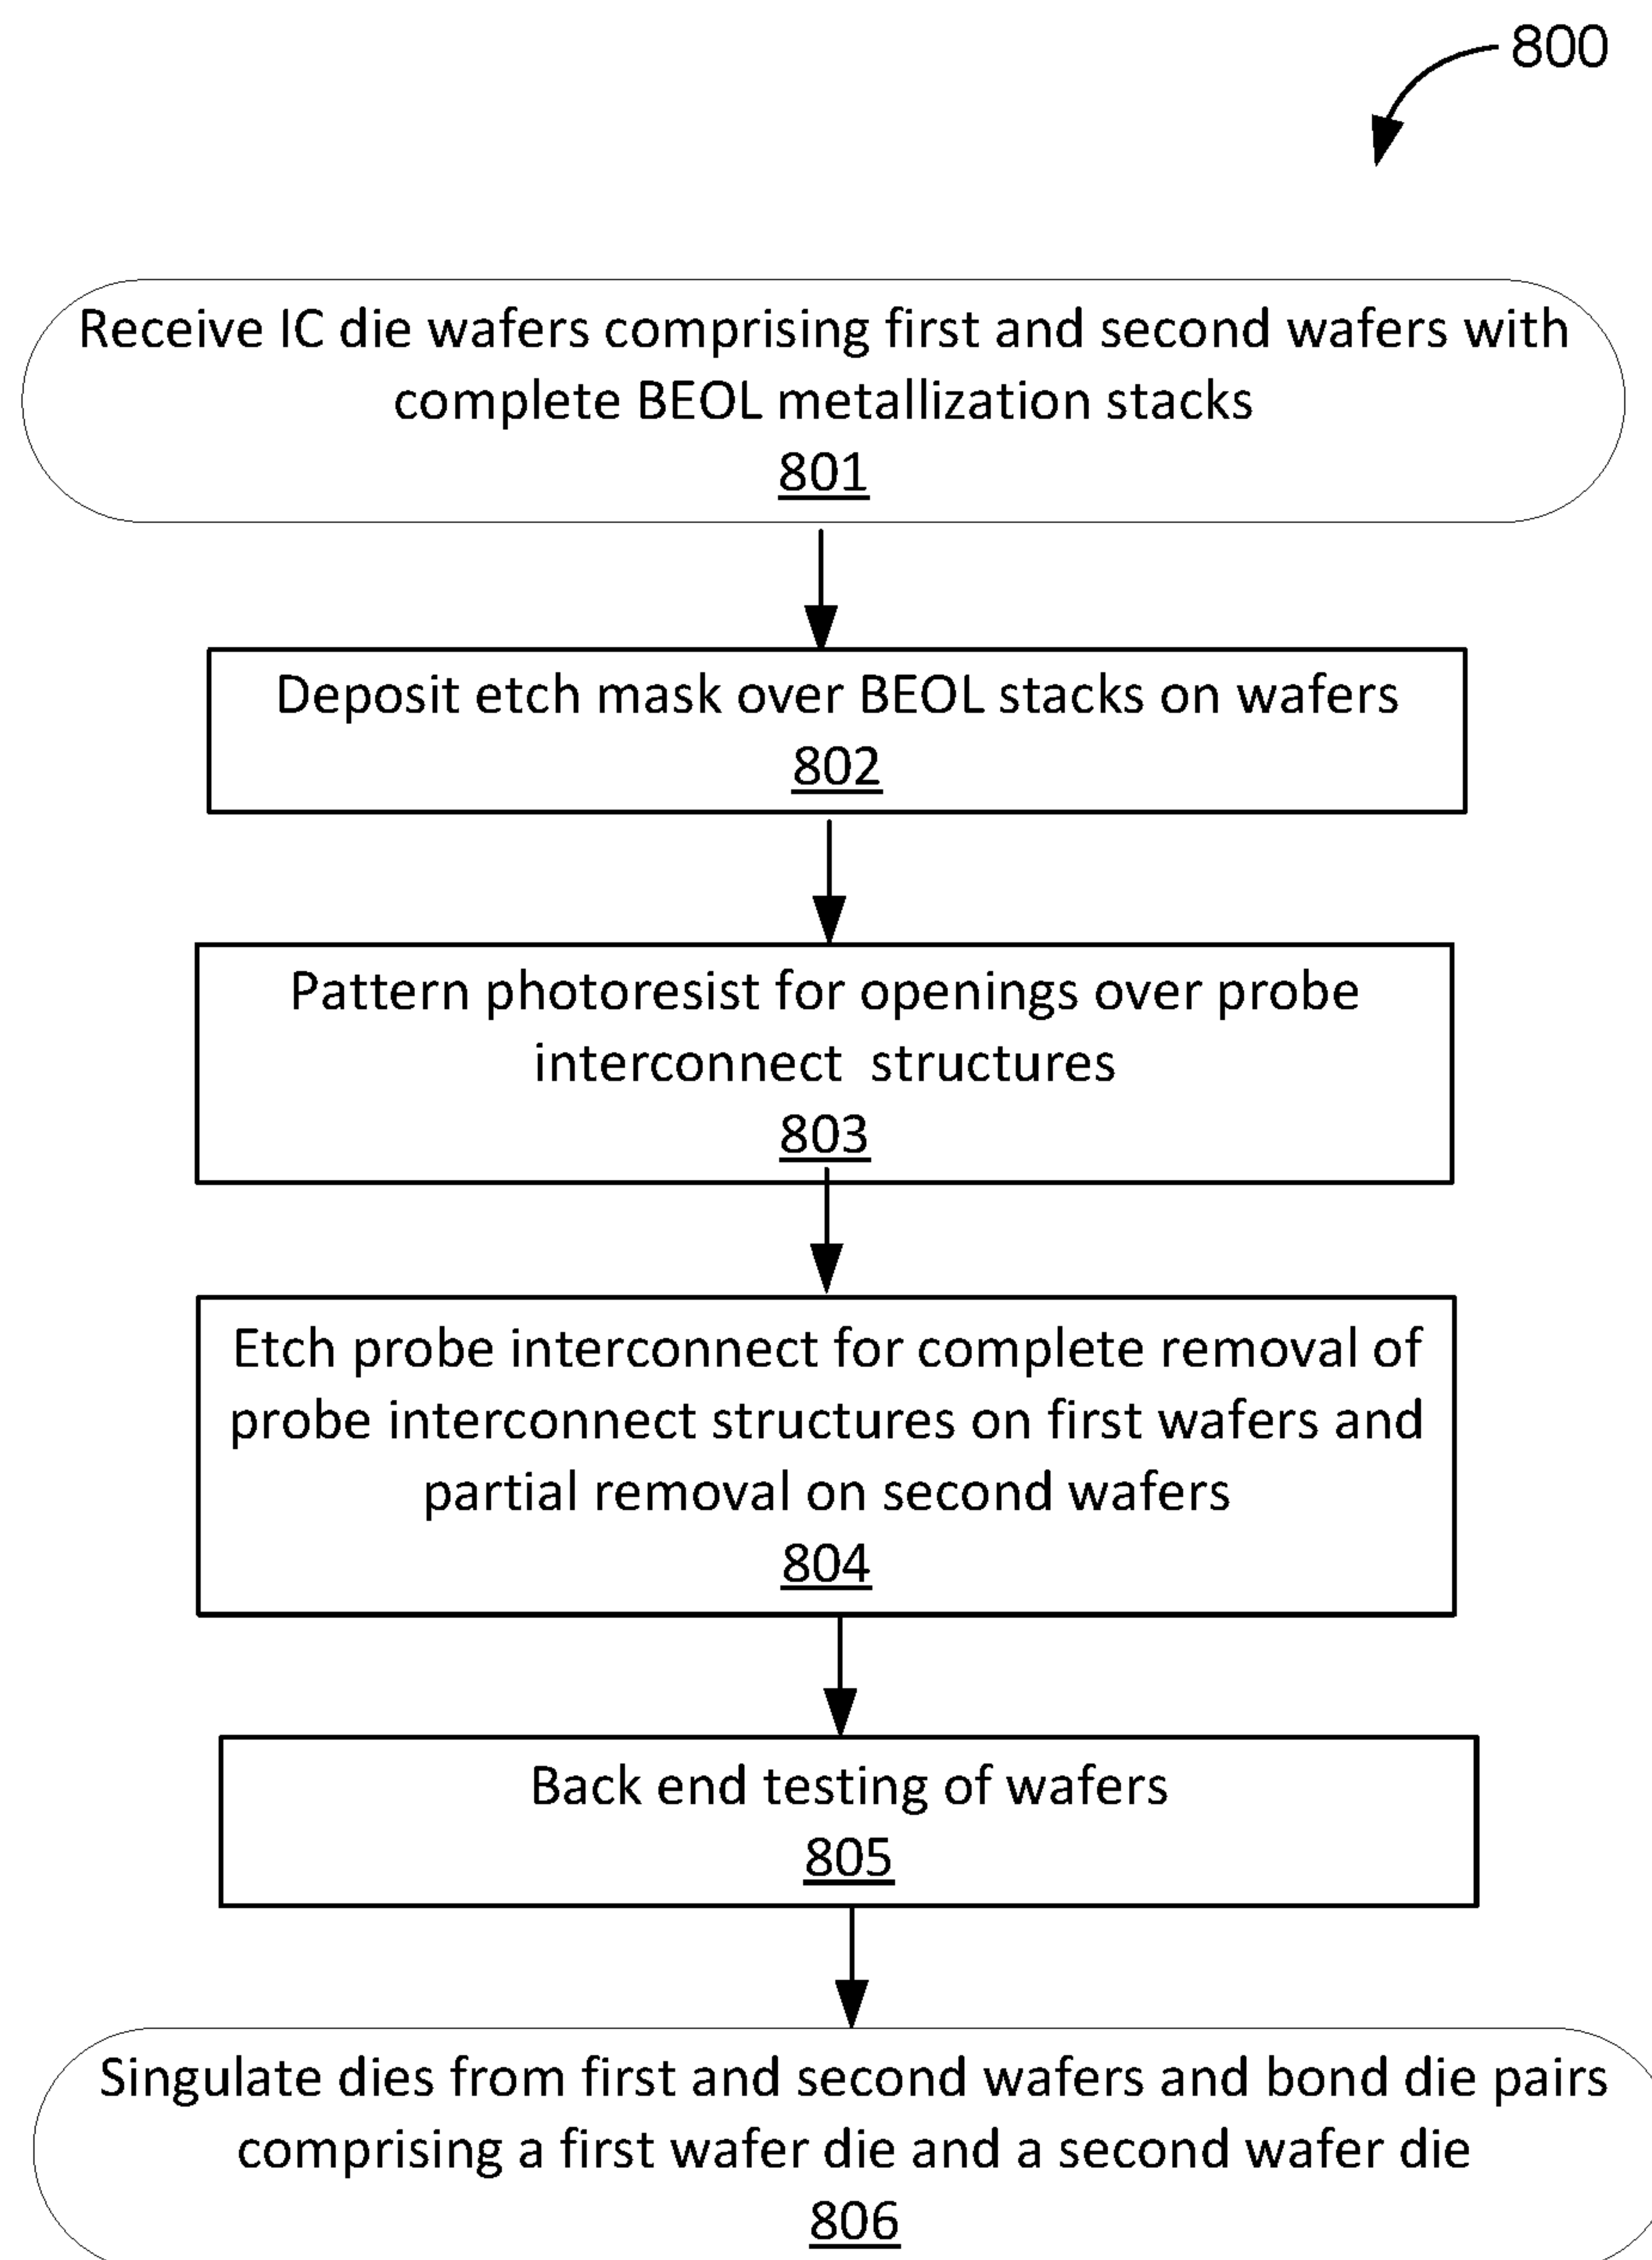 800
Receive IC die wafers comprising first and second wafers with
complete BEOL metallization stacks
801
Deposit etch mask over BEOL stacks on wafers
802
Pattern photoresist for openings over probe
interconnect  structures
803
Etch probe interconnect for complete removal of
probe interconnect structures on first wafers and
partial removal on second wafers
804
Back end testing of wafers
805
Singulate dies from first and second wafers and bond die pairs
comprising a first wafer die and a second wafer die
806